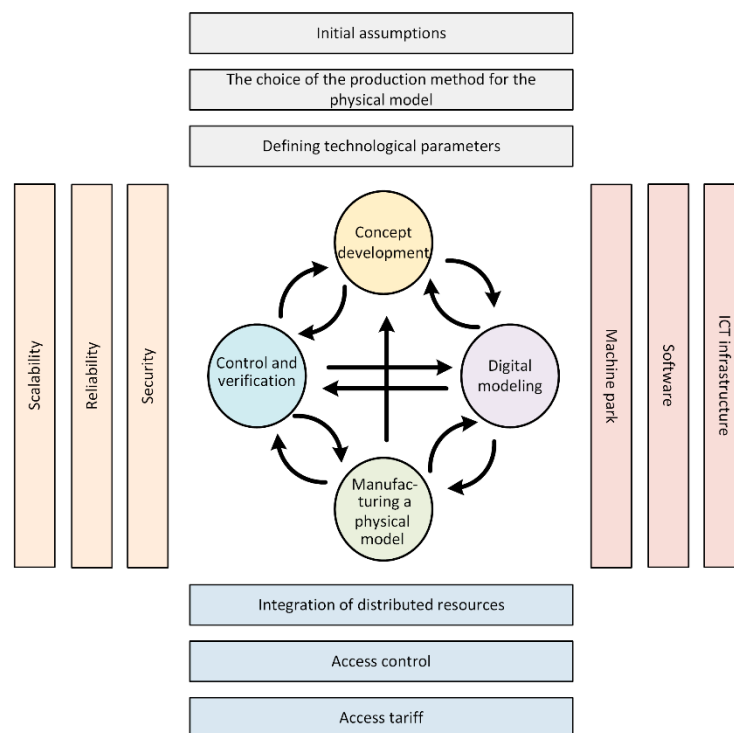 Initial assumptions
The choice of the production method for the
physical model
Defining technological parameters
Scalability
Reliability
Security
Concept
development
Control and
verification
Digital
modeling
Manufac-
turing a
physical
model
Machine park
Software
ICT infrastructure
Integration of distributed resources
Access control
Access tariff